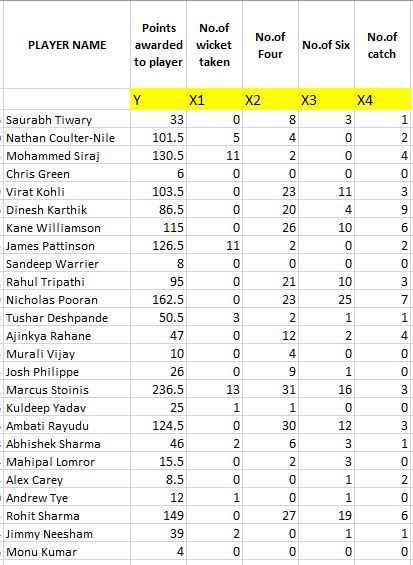 PLAYER NAME Points awarded to player No.of wicket taken No.of Four No.of Six No.of catch
Y X1 X2 X3 X4
Saurabh Tiwary 33 0 8 3 1
Nathan Coulter-Nile 101.5 5 4 0 2
Mohammed Siraj 130.5 11 2 0 4
Chris Green 6 0 0 0 0
Virat Kohli 103.5 0 23 11 3
Dinesh Karthik 86.5 0 20 4 9
Kane Williamson 115 0 26 10 6
James Pattinson 126.5 11 2 0 2
Sandeep Warrier 8 0 0 0 0
Rahul Tripathi 95 0 21 10 3
Nicholas Pooran 162.5 0 23 25 7
Tushar Deshpande 50.5 3 2 1 1
Ajinkya Rahane 47 0 12 2 4
Murali Vijay 10 0 4 0 0
Josh Philippe 26 0 9 1 0
Marcus Stoinis 236.5 13 31 16 3
Kuldeep Yadav 25 1 1 0 0
Ambati Rayudu 124.5 0 30 12 3
Abhishek Sharma 46 2 6 3 1
Mahipal Lomror 15.5 0 2 3 0
Alex Carey 8.5 0 0 1 2
Andrew Tye 12 1 0 1 0
Rohit Sharma 149 0 27 19 6
Jimmy Neesham 39 2 0 1 1
Monu Kumar 4 0 0 0 0